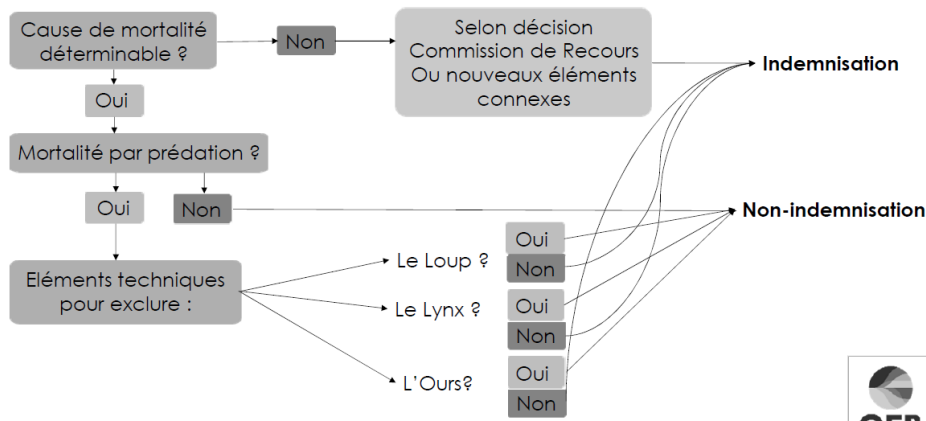 Cause de mortalité
déterminable ?
Non
Selon décision
Commission de Recours
Ou nouveaux éléments
connexes
Indemnisation
Oui
Mortalité par prédation ?
Oui
Non
Non-indemnisation
Eléments techniques
pour exclure :
Le Loup ?
Oui
Non
Le Lynx ?
Oui
Non
L'Ours?
Oui
Non